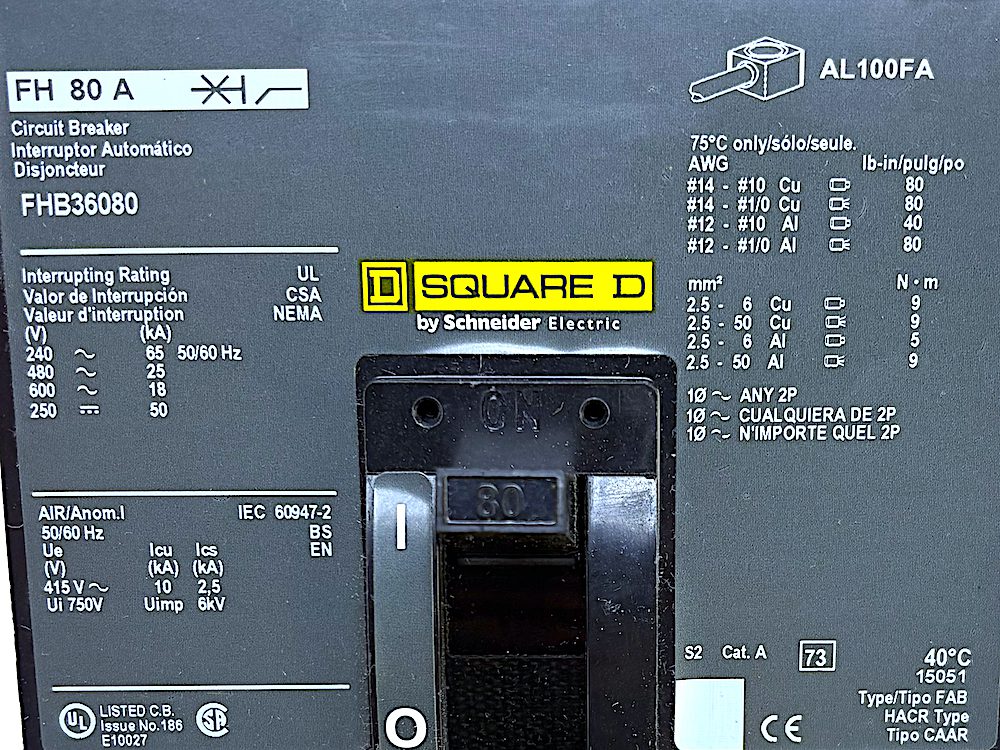 FH 80 A
Circuit Breaker
Interruptor Automático
Disjoncteur
FHB36080
Interrupting Rating UL
Valor de Interrupción CSA
Valeur d'interruption NEMA
(V) (kA)
240 ~ 65 50/60 Hz
480 ~ 25
600 ~ 18
250 ⎓ 50
AIR/Anom.I IEC 60947-2
50/60 Hz BS
Ue Icu Ics EN
(V) (kA) (kA)
415 V ~ 10 2,5
Ui 750V Uimp 6kV
UL LISTED C.B.
Issue No.186
E10027
SA
D SQUARE D
by Schneider Electric
ON
80
I
O
AL100FA
75°C only/sólo/seule.
AWG lb-in/pulg/po
#14 - #10 Cu 80
#14 - #1/0 Cu 80
#12 - #10 Al 40
#12 - #1/0 Al 80
mm² N·m
2.5 - 6 Cu 9
2.5 - 50 Cu 9
2.5 - 6 Al 5
2.5 - 50 Al 9
1Ø ~ ANY 2P
1Ø ~ CUALQUIERA DE 2P
1Ø ~ N'IMPORTE QUEL 2P
S2 Cat. A 73 40°C
15051
Type/Tipo FAB
HACR Type
CE Tipo CAAR